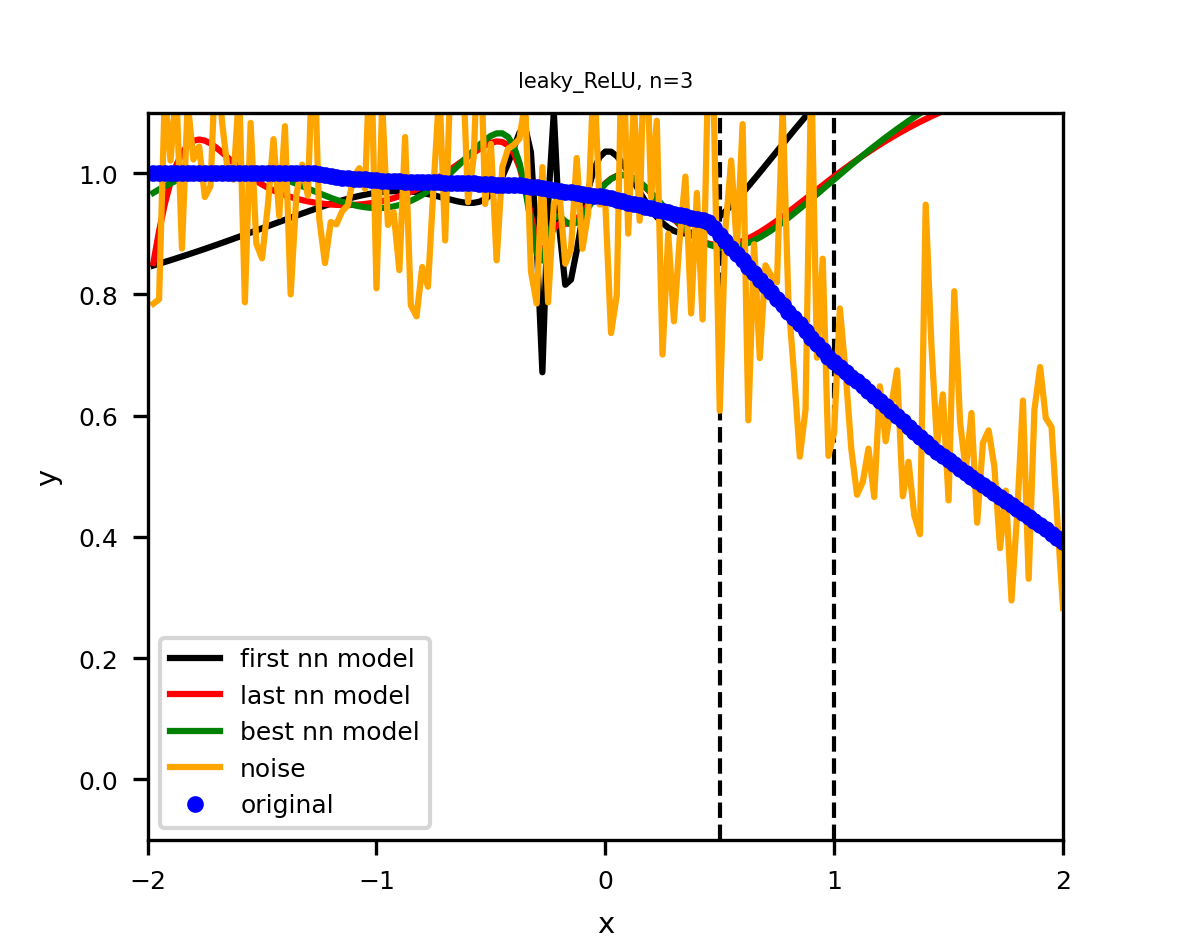 leaky_ReLU, n=3
1.0
0.8
0.6
0.4
0.2
0.0
y
first nn model
last nn model
best nn model
noise
original
−2
−1
0
1
2
x